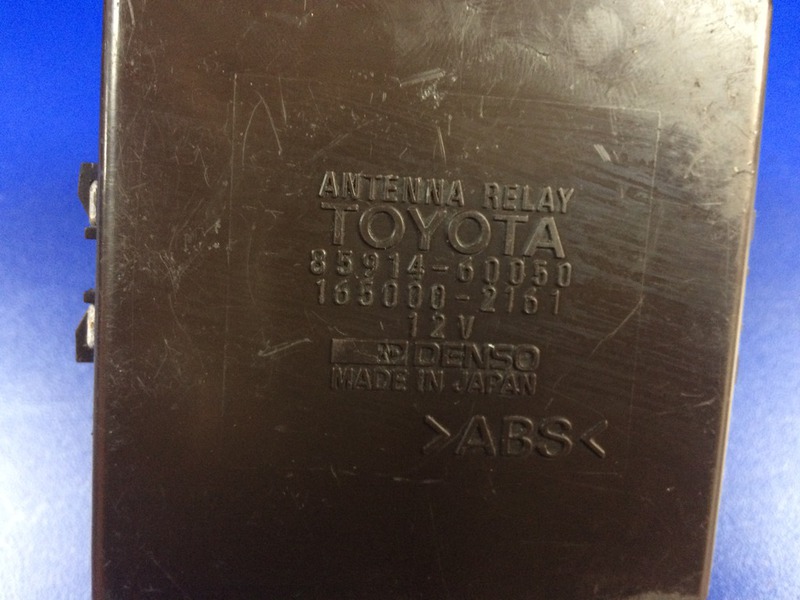 ANTENNA RELAY
TOYOTA
85914-60050
165000-2161
12V
DENSO
MADE IN JAPAN
>ABS<